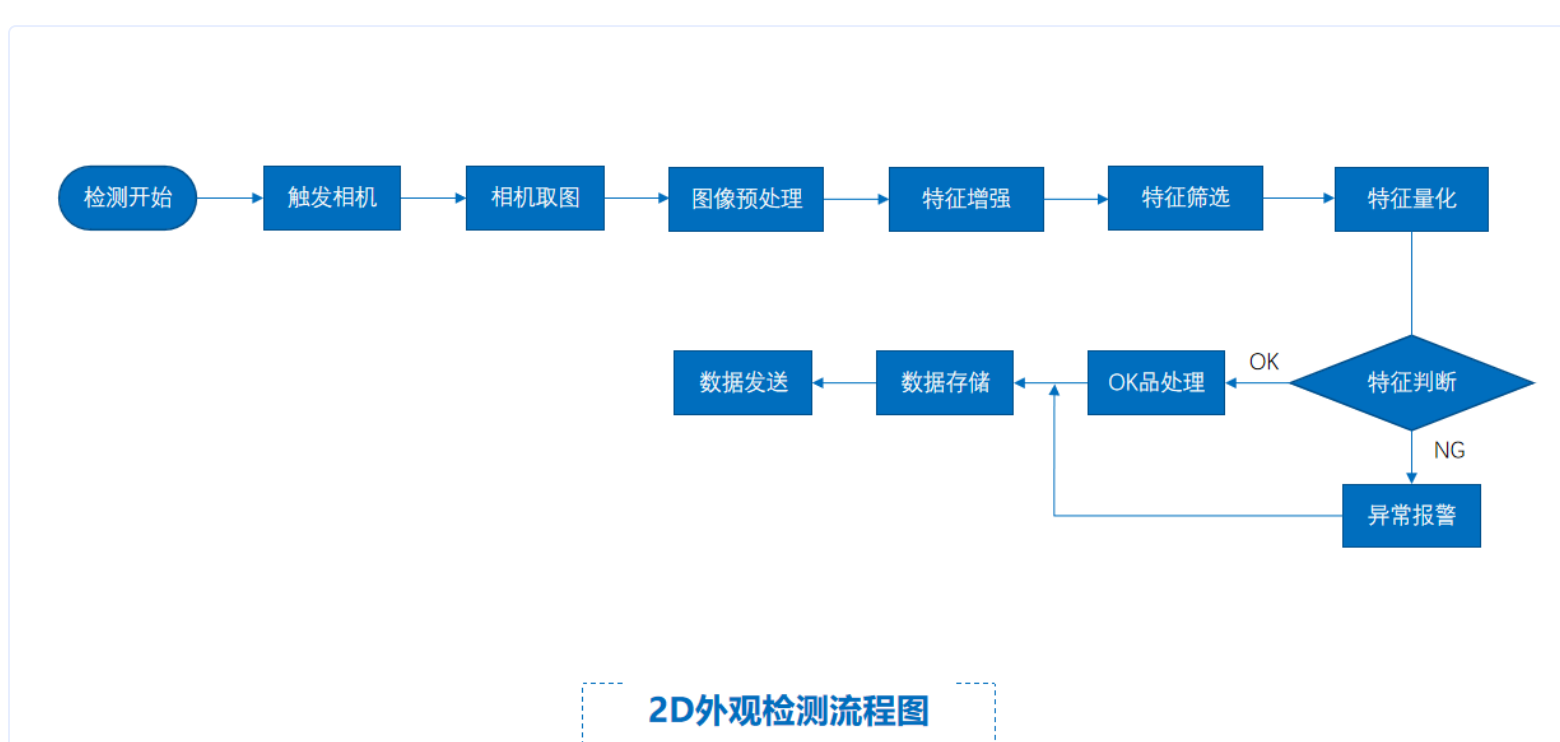 检测开始
触发相机
相机取图
图像预处理
特征增强
特征筛选
特征量化
数据发送
数据存储
OK品处理
OK
特征判断
NG
异常报警
2D外观检测流程图